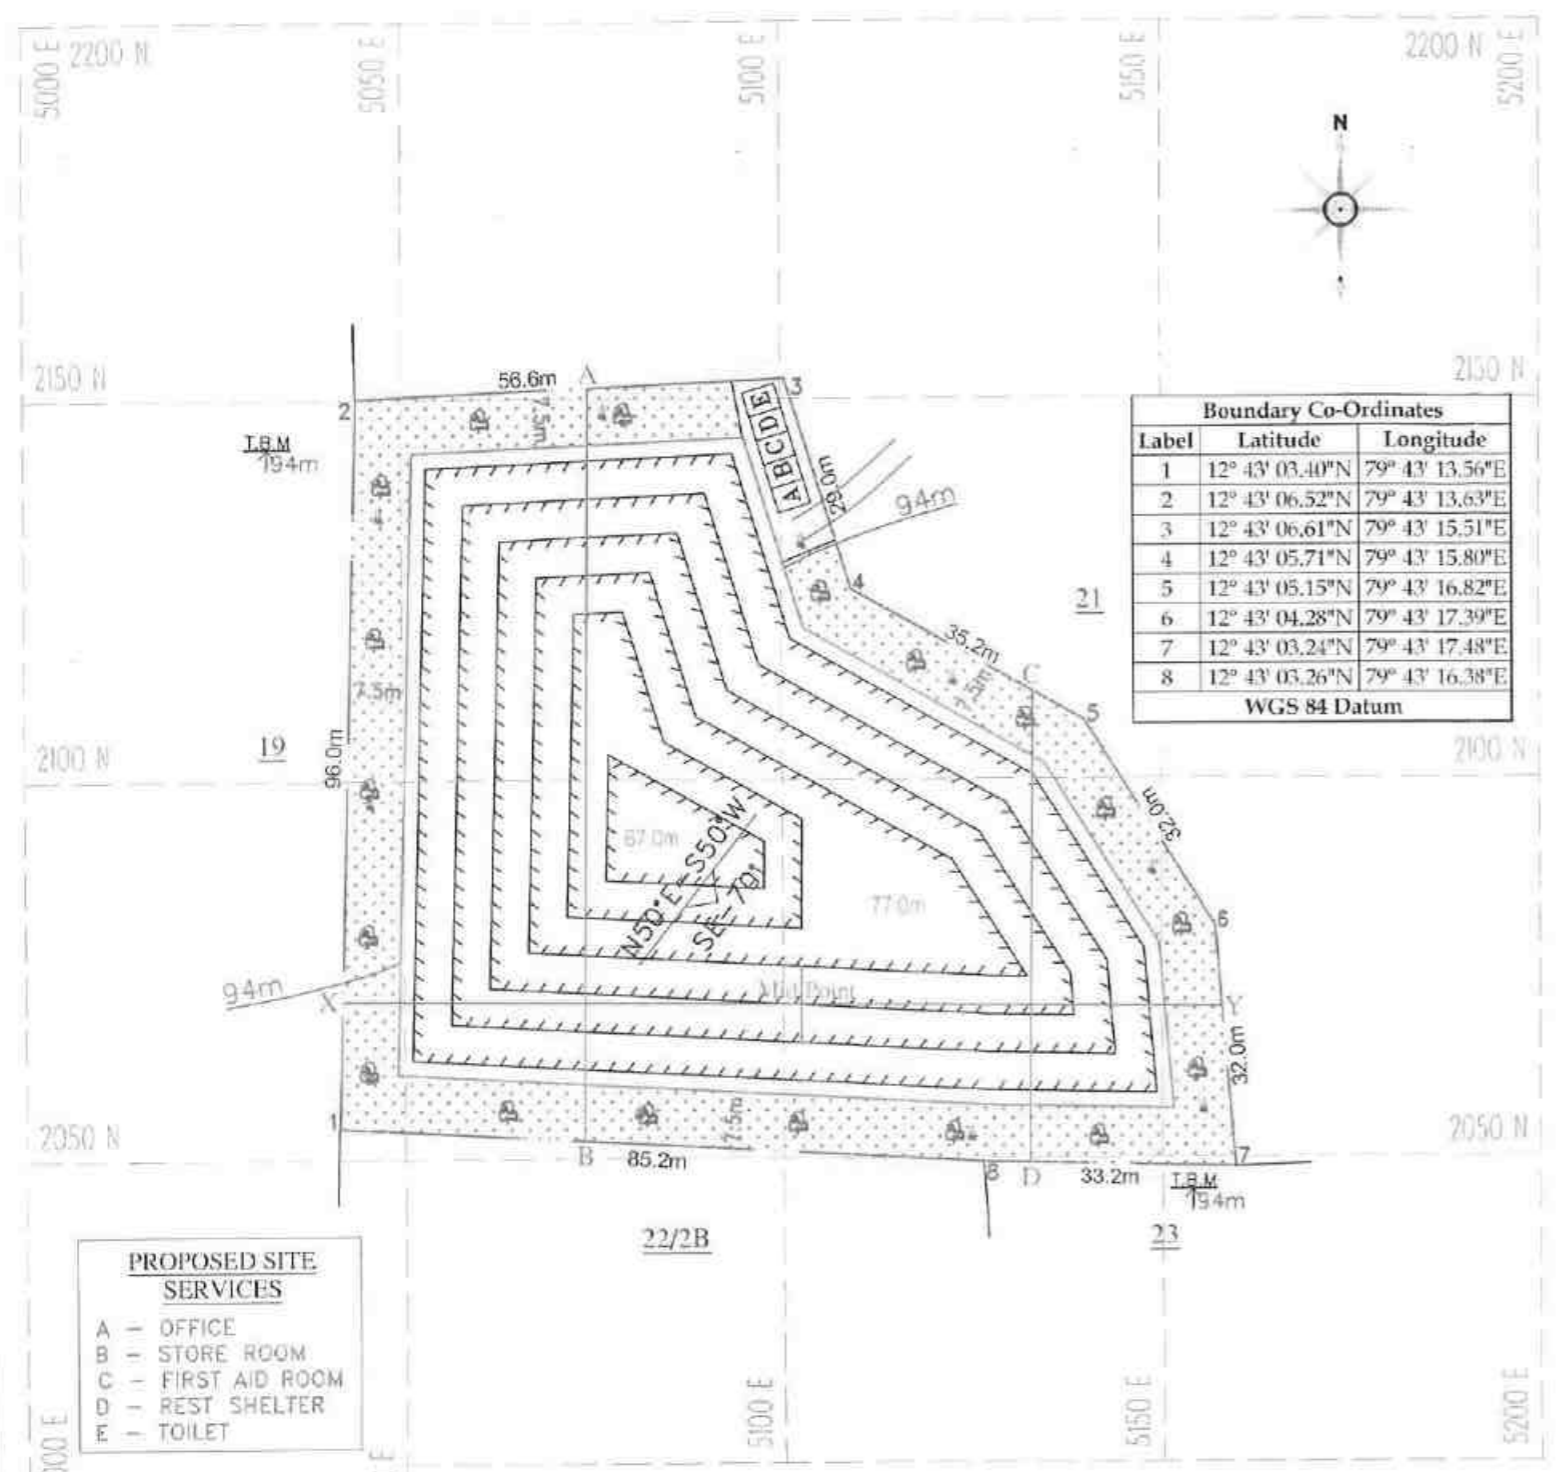 5000 E
2200 N
5050 E
5100 E
5150 E
2200 N
5200 E
N
2150 N
2150 N
56.6m
A
3
2
7.5m
A B C D E
T.B.M
94m
29.0m
94m
4
Boundary Co-Ordinates
Label Latitude Longitude
1 12° 43' 03.40"N 79° 43' 13.56"E
2 12° 43' 06.52"N 79° 43' 13.63"E
3 12° 43' 06.61"N 79° 43' 15.51"E
4 12° 43' 05.71"N 79° 43' 15.80"E
5 12° 43' 05.15"N 79° 43' 16.82"E
6 12° 43' 04.28"N 79° 43' 17.39"E
7 12° 43' 03.24"N 79° 43' 17.48"E
8 12° 43' 03.26"N 79° 43' 16.38"E
WGS 84 Datum
21
35.2m
C
7.5m
7.5m
5
19
2100 N
2100 N
96.0m
32.0m
67.0m
N50°E-S50°W
SE-70°
77.0m
6
94m
X
Mid Point
Y
32.0m
1
2050 N
7.5m
2050 N
B
85.2m
8
D
33.2m
7
T.B.M
94m
22/2B
23
PROPOSED SITE
SERVICES
A - OFFICE
B - STORE ROOM
C - FIRST AID ROOM
D - REST SHELTER
E - TOILET
000 E
E
5100 E
5150 E
5200 E